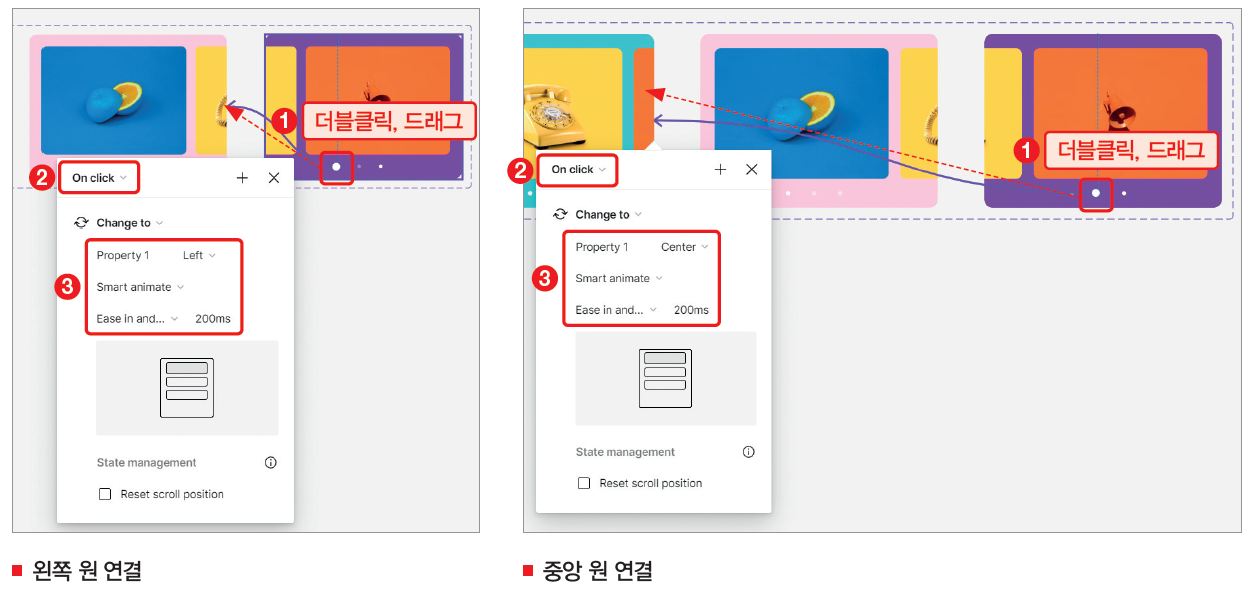 1 더블클릭, 드래그
2 On click
Change to
3 Property 1 Left
Smart animate
Ease in and... 200ms
State management
Reset scroll position
왼쪽 원 연결
1 더블클릭, 드래그
2 On click
Change to
3 Property 1 Center
Smart animate
Ease in and... 200ms
State management
Reset scroll position
중앙 원 연결